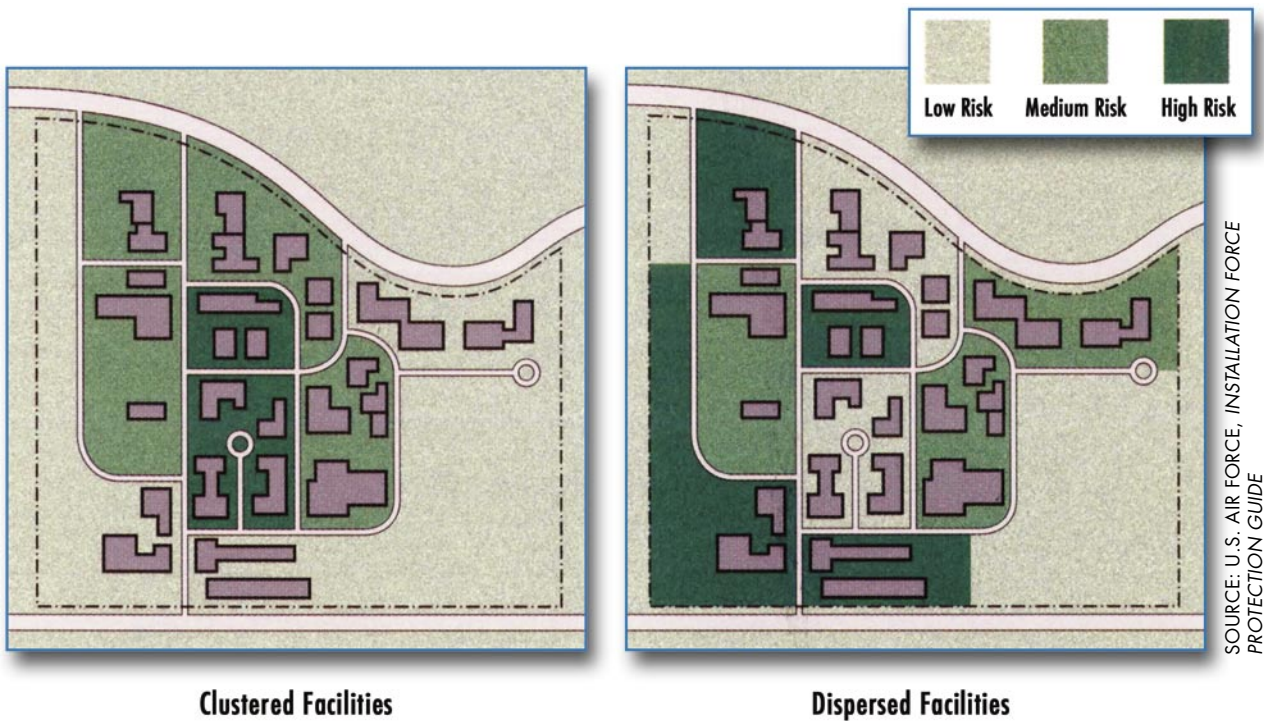 Low Risk
Medium Risk
High Risk
SOURCE: U.S. AIR FORCE, INSTALLATION FORCE
PROTECTION GUIDE
Clustered Facilities
Dispersed Facilities